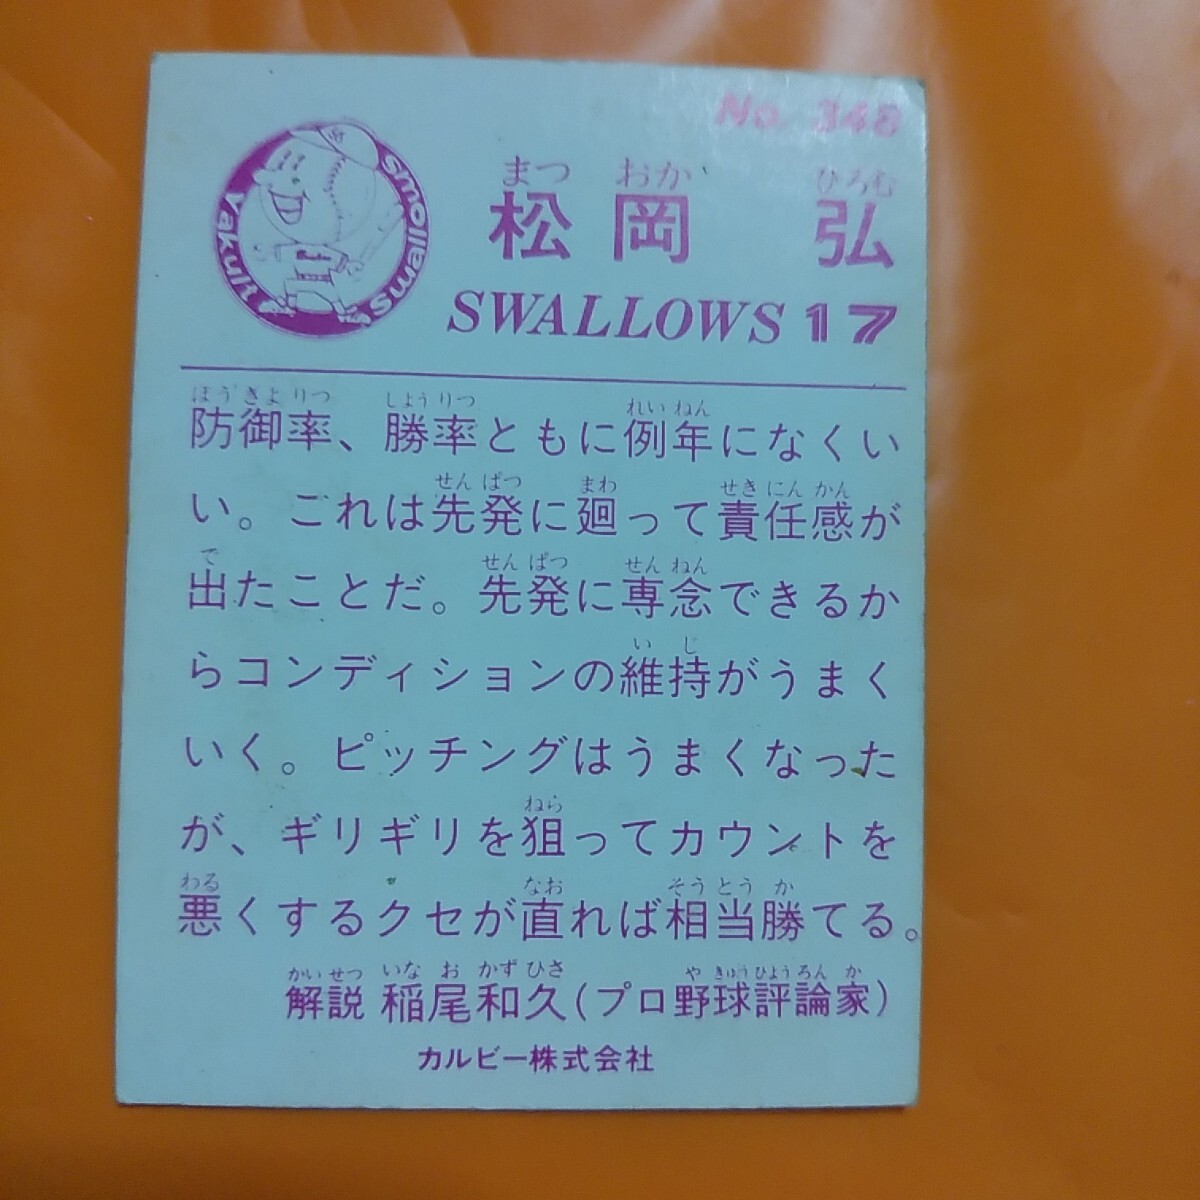 No. 348
Yakult Swallows
まつ おか ひろむ
松岡 弘
SWALLOWS 17
ぼうぎよりつ しょうりつ れいねん
防御率、勝率ともに例年になくい
せんぱつ まわ せきにんかん
い。これは先発に廻って責任感が
で せんぱつ せんねん
出たことだ。先発に専念できるか
いじ
らコンディションの維持がうまく
いく。ピッチングはうまくなった
ねら
が、ギリギリを狙ってカウントを
わる なお そうとうか
悪くするクセが直れば相当勝てる。
かいせつ いなお かずひさ やきゅうひょうろんか
解説 稲尾和久(プロ野球評論家)
カルビー株式会社